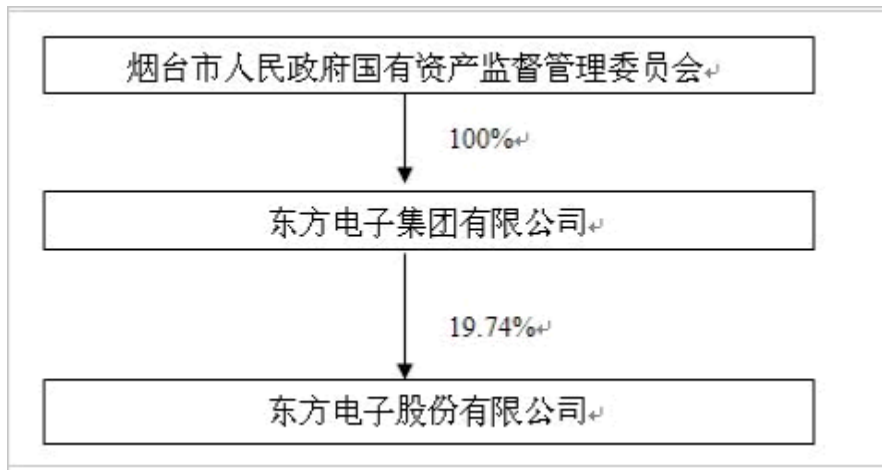 烟台市人民政府国有资产监督管理委员会
100%
东方电子集团有限公司
19.74%
东方电子股份有限公司